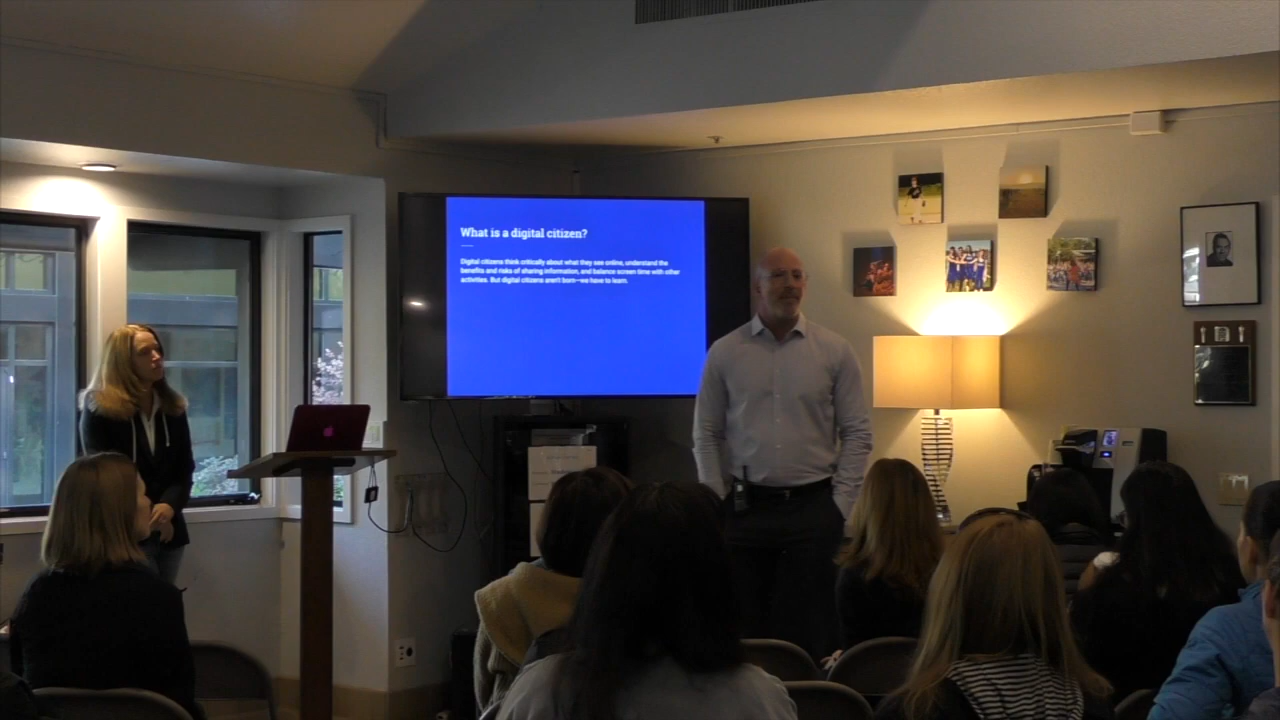 What is a digital citizen?
Digital citizens think critically about what they see online, understand the
benefits and risks of sharing information, and balance screen time with other
activities. But digital citizens aren't born—we have to learn.